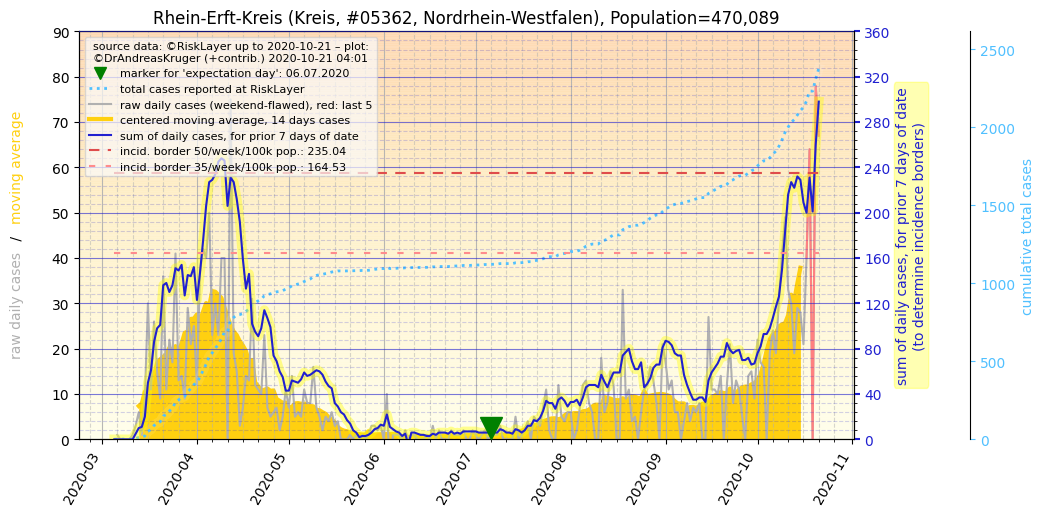 Rhein-Erft-Kreis (Kreis, #05362, Nordrhein-Westfalen), Population=470,089
source data: ©RiskLayer up to 2020-10-21 – plot:
©DrAndreasKruger (+contrib.) 2020-10-21 04:01
marker for 'expectation day': 06.07.2020
total cases reported at RiskLayer
raw daily cases (weekend-flawed), red: last 5
centered moving average, 14 days cases
sum of daily cases, for prior 7 days of date
incid. border 50/week/100k pop.: 235.04
incid. border 35/week/100k pop.: 164.53
raw daily cases / moving average
90
80
70
60
50
40
30
20
10
0
2020-03
2020-04
2020-05
2020-06
2020-07
2020-08
2020-09
2020-10
2020-11
360
320
280
240
200
160
120
80
40
0
sum of daily cases, for prior 7 days of date
(to determine incidence borders)
2500
2000
1500
1000
500
0
cumulative total cases